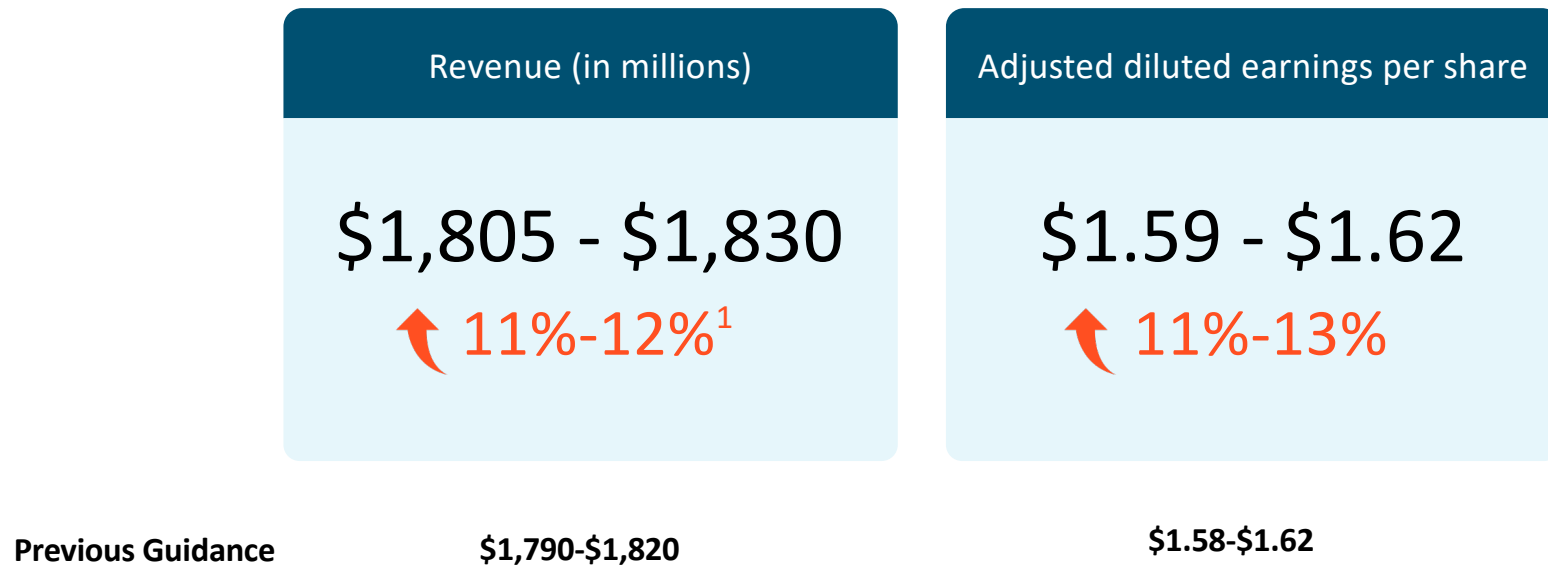 Revenue (in millions)
Adjusted diluted earnings per share
$1,805 - $1,830
$1.59 - $1.62
11%-12%¹
11%-13%
Previous Guidance
$1,790-$1,820
$1.58-$1.62